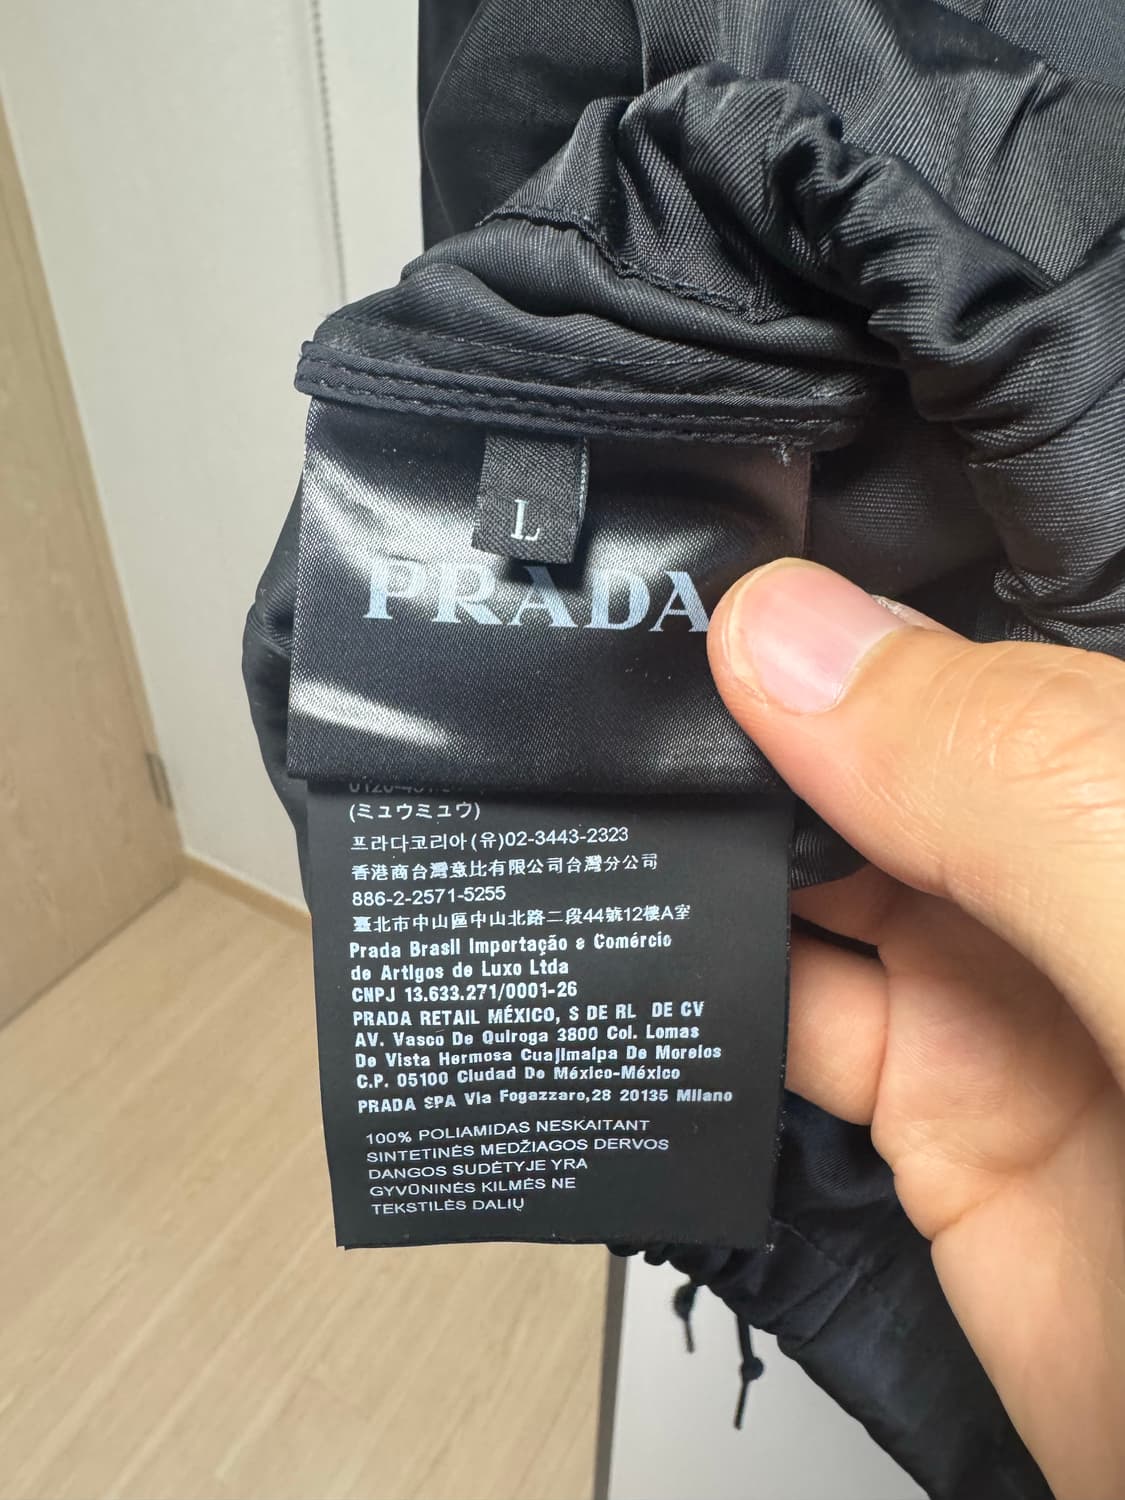 L
PRADA
(ミュウミュウ)
프라다코리아(유)02-3443-2323
香港商台灣意比有限公司台灣分公司
886-2-2571-5255
臺北市中山區中山北路二段44號12樓A室
Prada Brasil Importação e Comércio
de Artigos de Luxo Ltda
CNPJ 13.633.271/0001-26
PRADA RETAIL MÉXICO, S DE RL DE CV
AV. Vasco De Quiroga 3800 Col. Lomas
De Vista Hermosa Cuajimalpa De Morelos
C.P. 05100 Ciudad De México-México
PRADA SPA Via Fogazzaro,28 20135 Milano
100% POLIAMIDAS NESKAITANT
SINTETINĖS MEDŽIAGOS DERVOS
DANGOS SUDĖTYJE YRA
GYVŪNINĖS KILMĖS NE
TEKSTILĖS DALIŲ